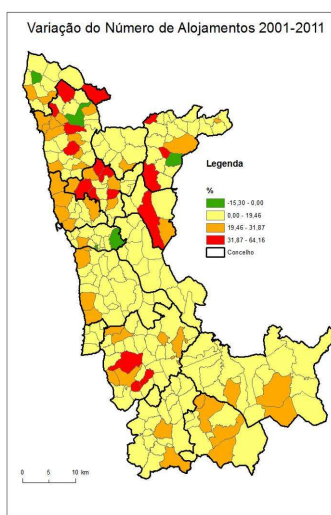 Variação do Número de Alojamentos 2001-2011
Legenda
%
-15,30 - 0,00
0,00 - 19,46
19,46 - 31,87
31,87 - 64,16
Concelho
0 5 10 km